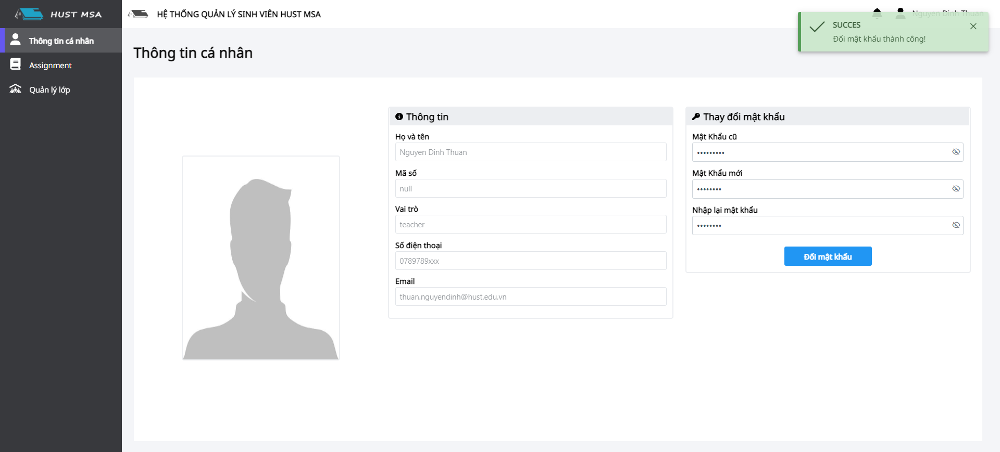 HUST MSA
HỆ THỐNG QUẢN LÝ SINH VIÊN HUST MSA
Nguyen Dinh Thuan
SUCCES
Đổi mật khẩu thành công!
Thông tin cá nhân
Assignment
Quản lý lớp
Thông tin cá nhân
Thông tin
Họ và tên
Nguyen Dinh Thuan
Mã số
null
Vai trò
teacher
Số điện thoại
0789789xxx
Email
thuan.nguyendinh@hust.edu.vn
Thay đổi mật khẩu
Mật Khẩu cũ
•••••••••
Mật Khẩu mới
••••••••
Nhập lại mật khẩu
••••••••
Đổi mật khẩu